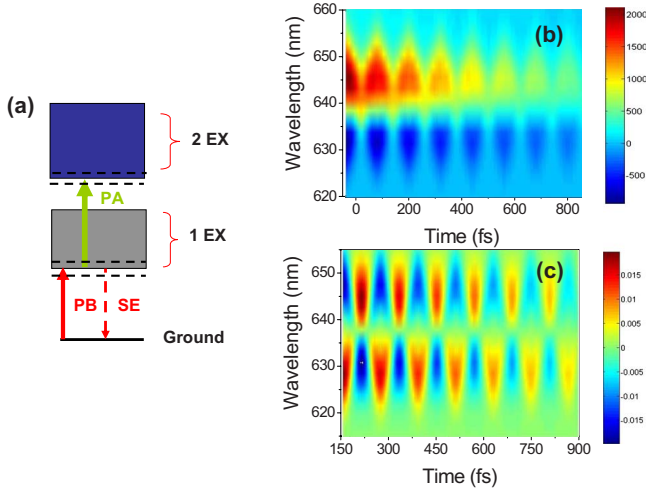 (a)
2 EX
PA
1 EX
PB
SE
Ground
(b)
Wavelength (nm)
660
650
640
630
620
0
200
400
600
800
Time (fs)
2000
1500
1000
500
0
-500
(c)
Wavelength (nm)
650
640
630
620
150
300
450
600
750
900
Time (fs)
0.015
0.01
0.005
0
-0.005
-0.01
-0.015